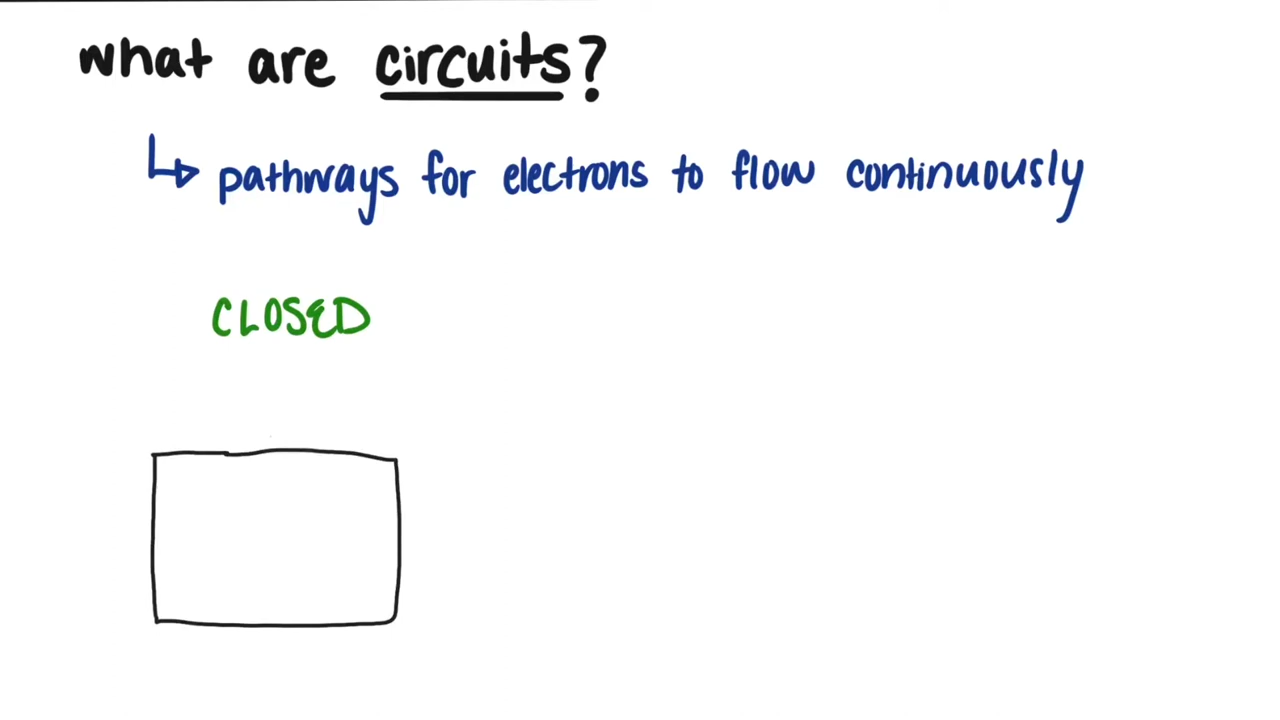 what are circuits?
pathways for electrons to flow continuously
CLOSED